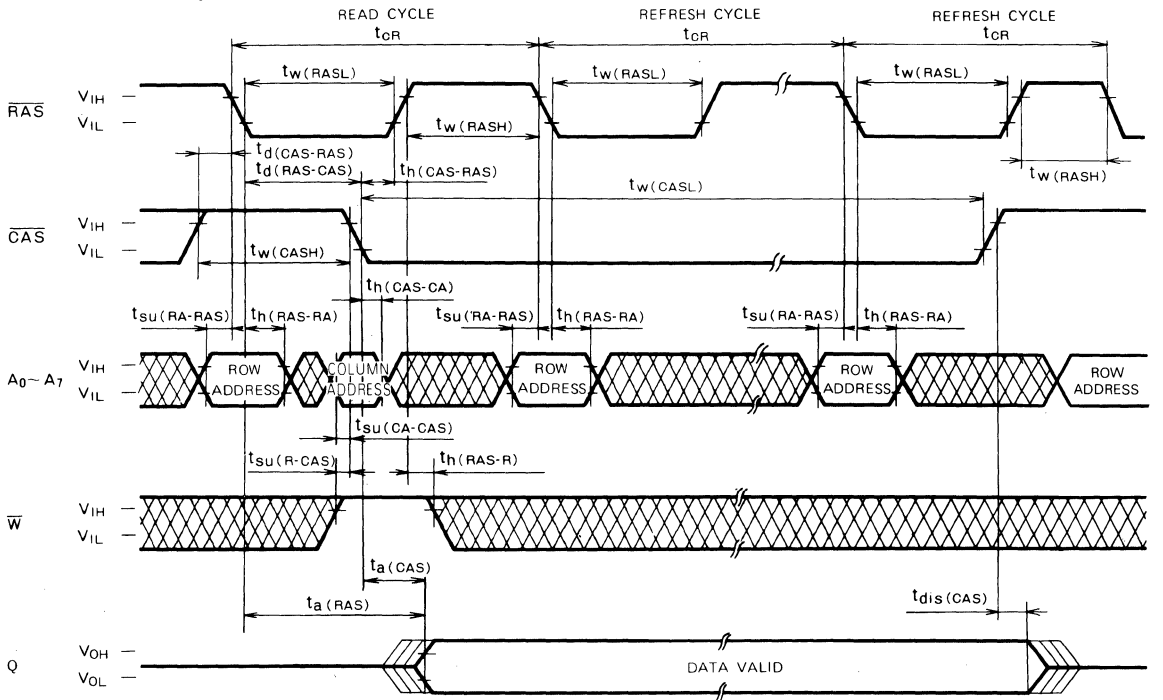 READ CYCLE REFRESH CYCLE REFRESH CYCLE
tCR tCR tCR
RAS VIH VIL tw(RASL) tw(RASL) tw(RASL)
tw(RASH) tw(RASH)
td(CAS-RAS)
td(RAS-CAS) th(CAS-RAS)
tw(CASL)
CAS VIH VIL
tw(CASH)
th(CAS-CA)
tsu(RA-RAS) th(RAS-RA) tsu(RA-RAS) th(RAS-RA) tsu(RA-RAS) th(RAS-RA)
A0~A7 VIH VIL
ROW ADDRESS
COLUMN ADDRESS
ROW ADDRESS
ROW ADDRESS
ROW ADDRESS
tsu(CA-CAS)
tsu(R-CAS) th(RAS-R)
W VIH VIL
ta(CAS)
ta(RAS)
tdis(CAS)
Q VOH VOL
DATA VALID